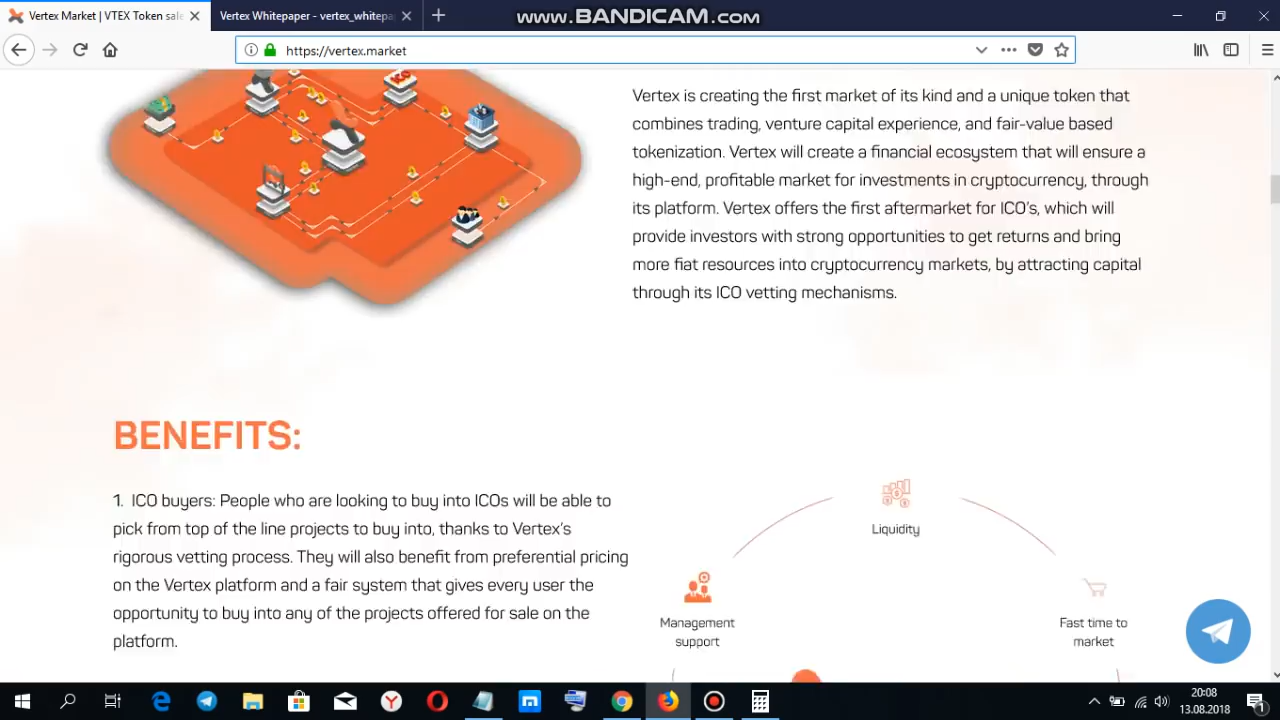 Vertex Market | VTEX Token sale
Vertex Whitepaper - vertex_whitepa
www.BANDICAM.com
https://vertex.market
Vertex is creating the first market of its kind and a unique token that
combines trading, venture capital experience, and fair-value based
tokenization. Vertex will create a financial ecosystem that will ensure a
high-end, profitable market for investments in cryptocurrency, through
its platform. Vertex offers the first aftermarket for ICO's, which will
provide investors with strong opportunities to get returns and bring
more fiat resources into cryptocurrency markets, by attracting capital
through its ICO vetting mechanisms.
BENEFITS:
1. ICO buyers: People who are looking to buy into ICOs will be able to
pick from top of the line projects to buy into, thanks to Vertex's
rigorous vetting process. They will also benefit from preferential pricing
on the Vertex platform and a fair system that gives every user the
opportunity to buy into any of the projects offered for sale on the
platform.
Liquidity
Management
support
Fast time to
market
20:08
13.08.2018